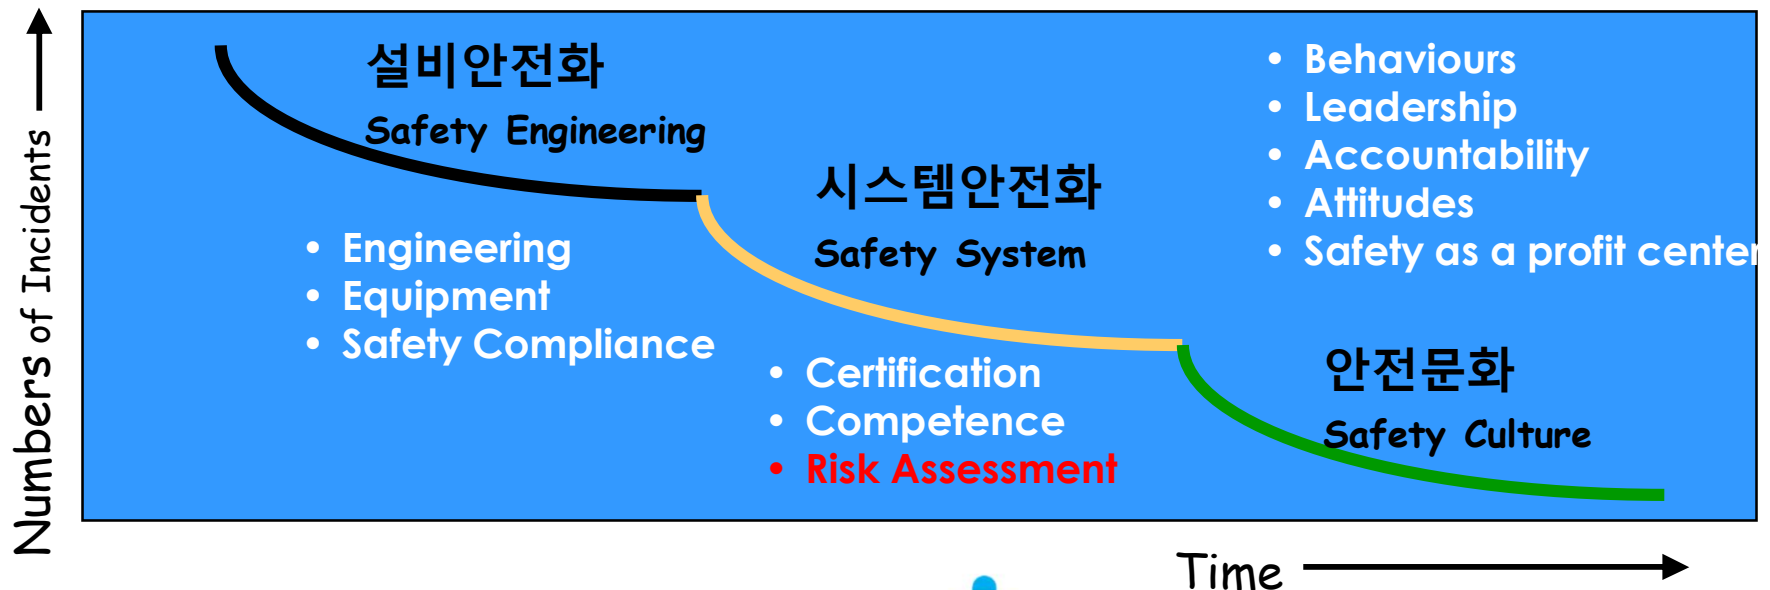 Numbers of Incidents
설비안전화
Safety Engineering
• Engineering
• Equipment
• Safety Compliance
시스템안전화
Safety System
• Certification
• Competence
• Risk Assessment
• Behaviours
• Leadership
• Accountability
• Attitudes
• Safety as a profit center
안전문화
Safety Culture
Time